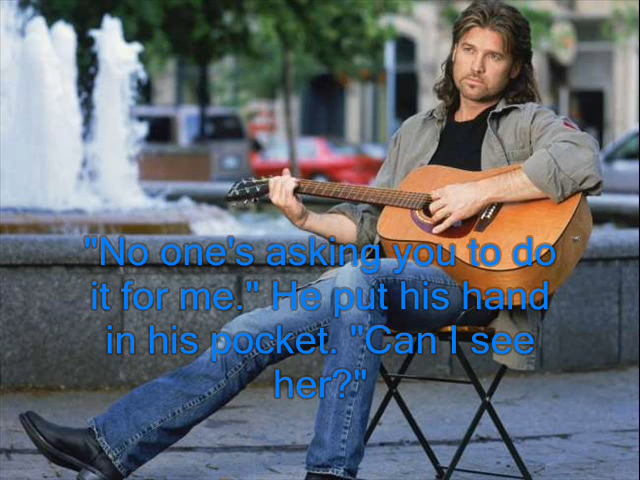 "No one's asking you to do
it for me." He put his hand
in his pocket. "Can I see
her?"